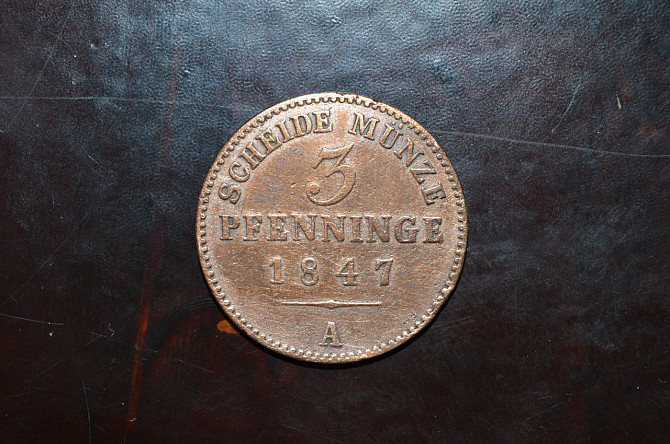 SCHEIDE MÜNZE
3
PFENNINGE
1847
A